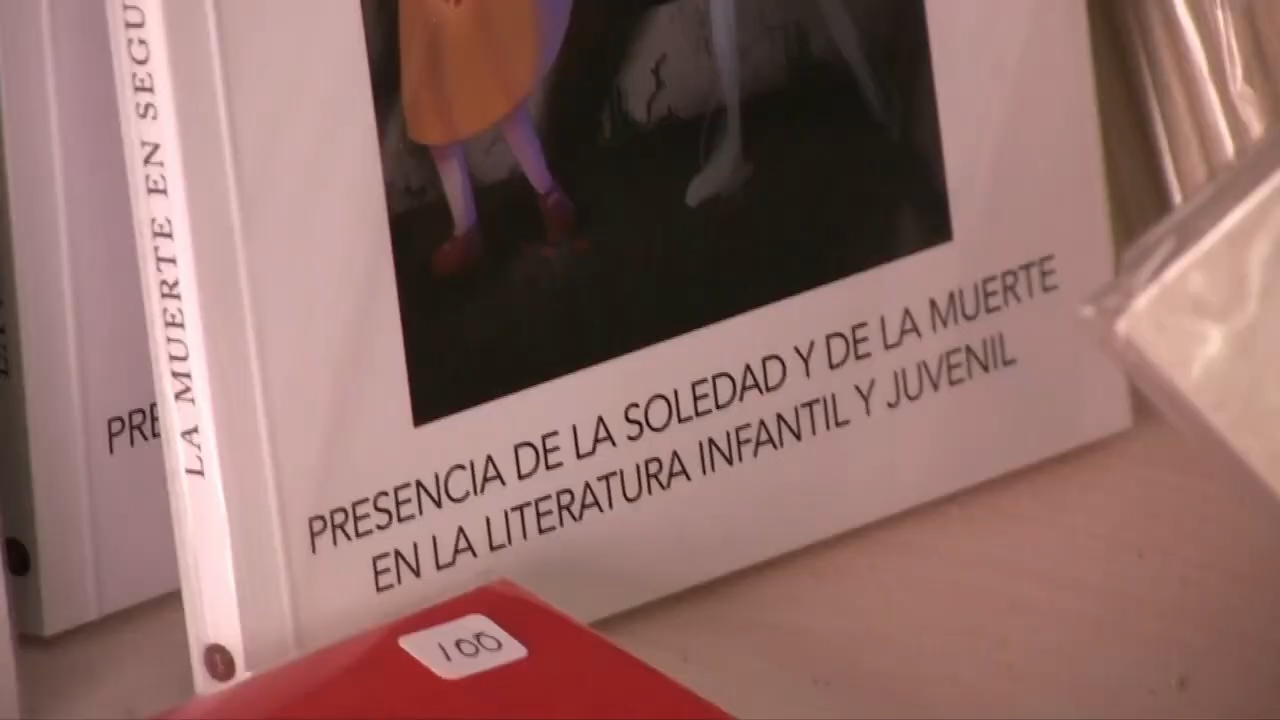 LA MUERTE EN SEGU
PRE
PRESENCIA DE LA SOLEDAD Y DE LA MUERTE
EN LA LITERATURA INFANTIL Y JUVENIL
100